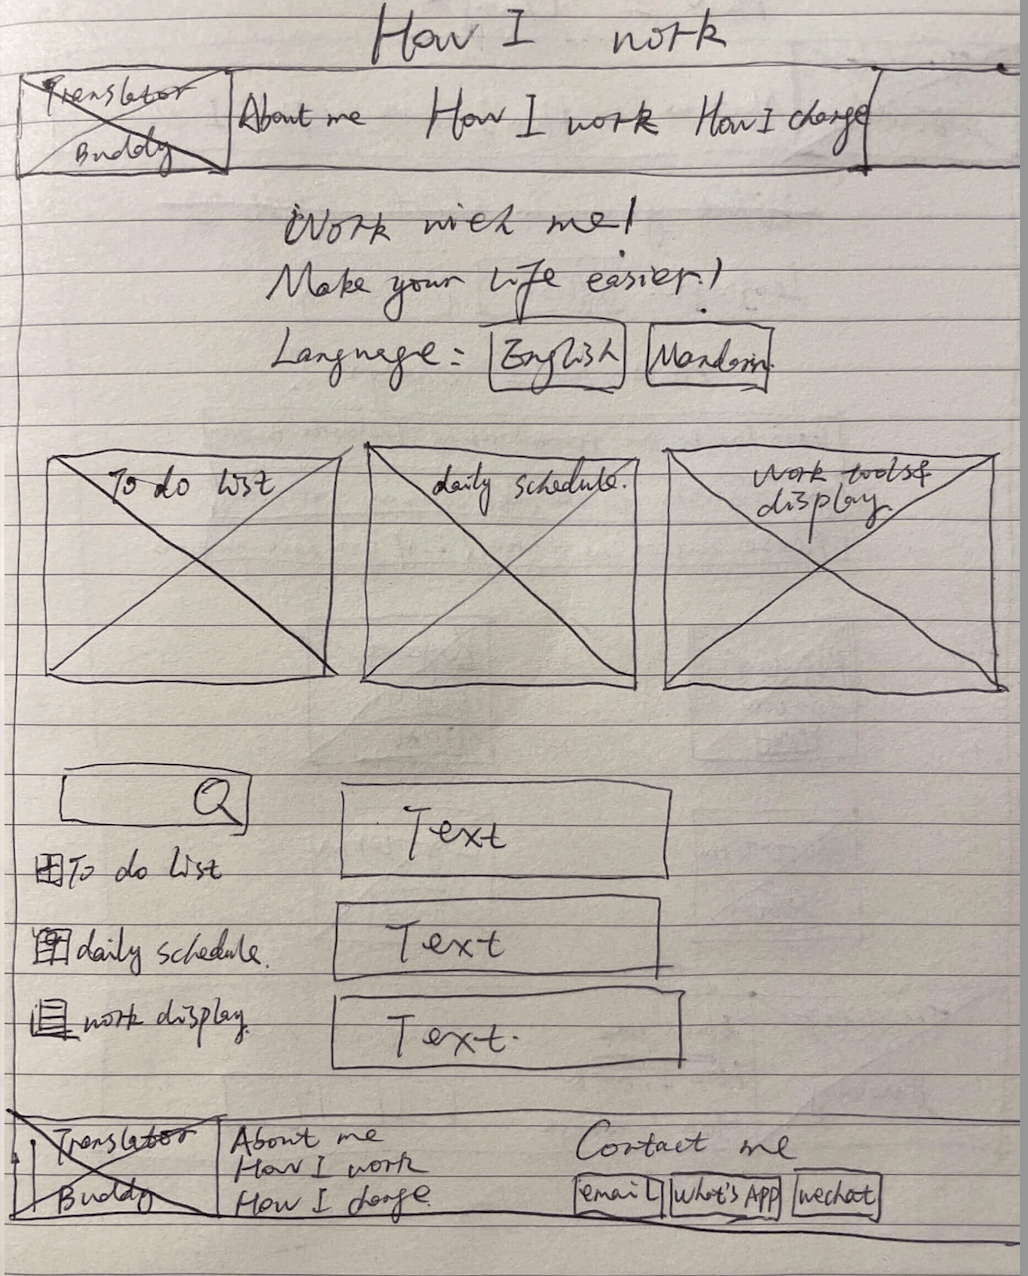 How I work
Translator
Buddy
About me How I work How I charge
Work with me!
Make your life easier!
Language: English Mandarin
To do list
daily schedule.
Work tools &
display
To do list
Text
daily schedule.
Text
work display.
Text.
Translator
Buddy
About me
How I work
How I charge
Contact me
email What's APP wechat